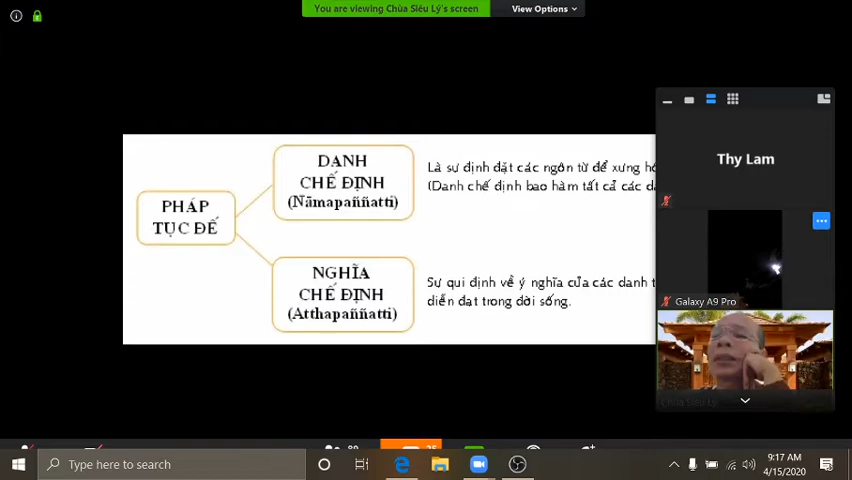 You are viewing Chùa Siêu Lý's screen
View Options
Thy Lam
DANH
CHẾ ĐỊNH
(Nāmapaññatti)
Là sự định đặt các ngôn từ để xưng
(Danh chế định bao hàm tất cả các
PHÁP
TỤC ĐẾ
NGHĨA
CHẾ ĐỊNH
(Atthapaññatti)
Sự qui định về ý nghĩa của các danh
diễn đạt trong đời sống.
Galaxy A9 Pro
Chùa Siêu Lý
Type here to search
9:17 AM
4/15/2020